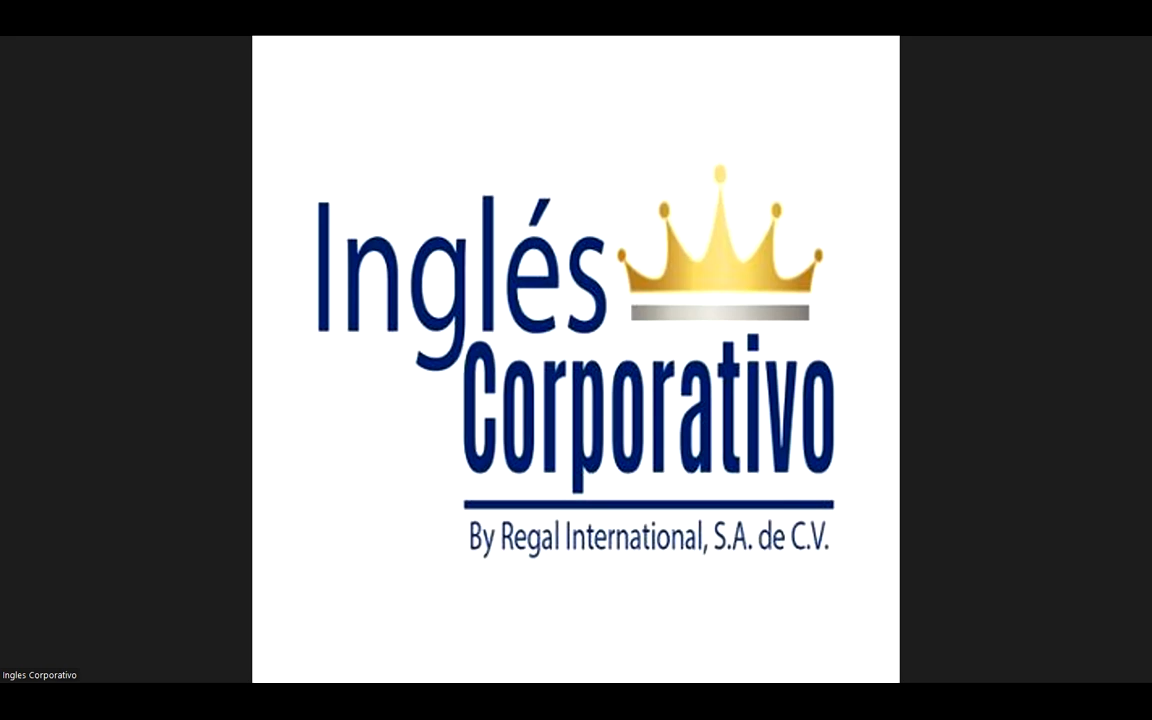 Inglés
Corporativo
By Regal International, S.A. de C.V.
Ingles Corporativo